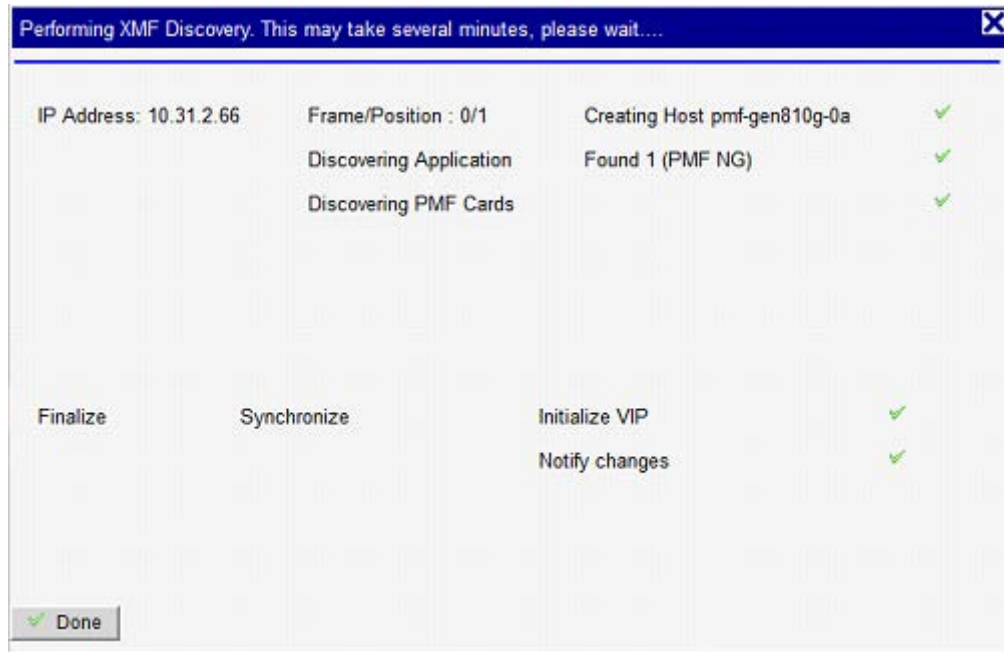 Performing XMF Discovery. This may take several minutes, please wait....
IP Address: 10.31.2.66 Frame/Position : 0/1 Creating Host pmf-gen810g-0a
Discovering Application Found 1 (PMF NG)
Discovering PMF Cards
Finalize Synchronize Initialize VIP
Notify changes
Done